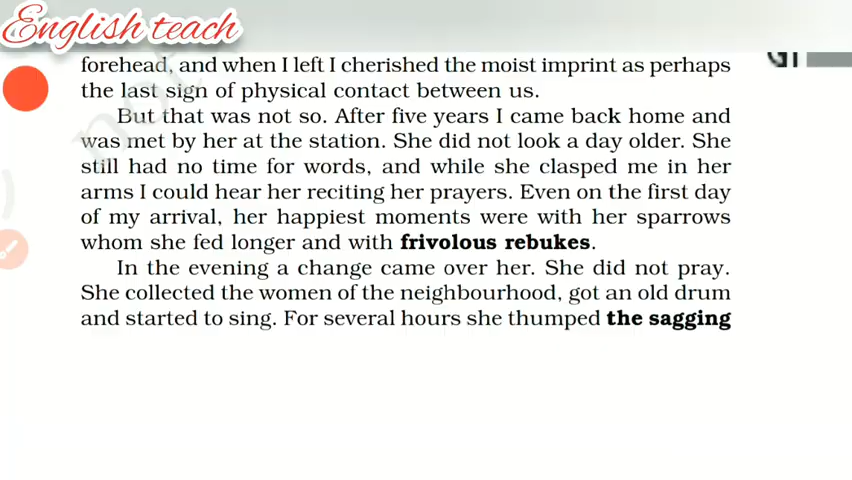 English teach
forehead, and when I left I cherished the moist imprint as perhaps
the last sign of physical contact between us.
But that was not so. After five years I came back home and
was met by her at the station. She did not look a day older. She
still had no time for words, and while she clasped me in her
arms I could hear her reciting her prayers. Even on the first day
of my arrival, her happiest moments were with her sparrows
whom she fed longer and with frivolous rebukes.
In the evening a change came over her. She did not pray.
She collected the women of the neighbourhood, got an old drum
and started to sing. For several hours she thumped the sagging